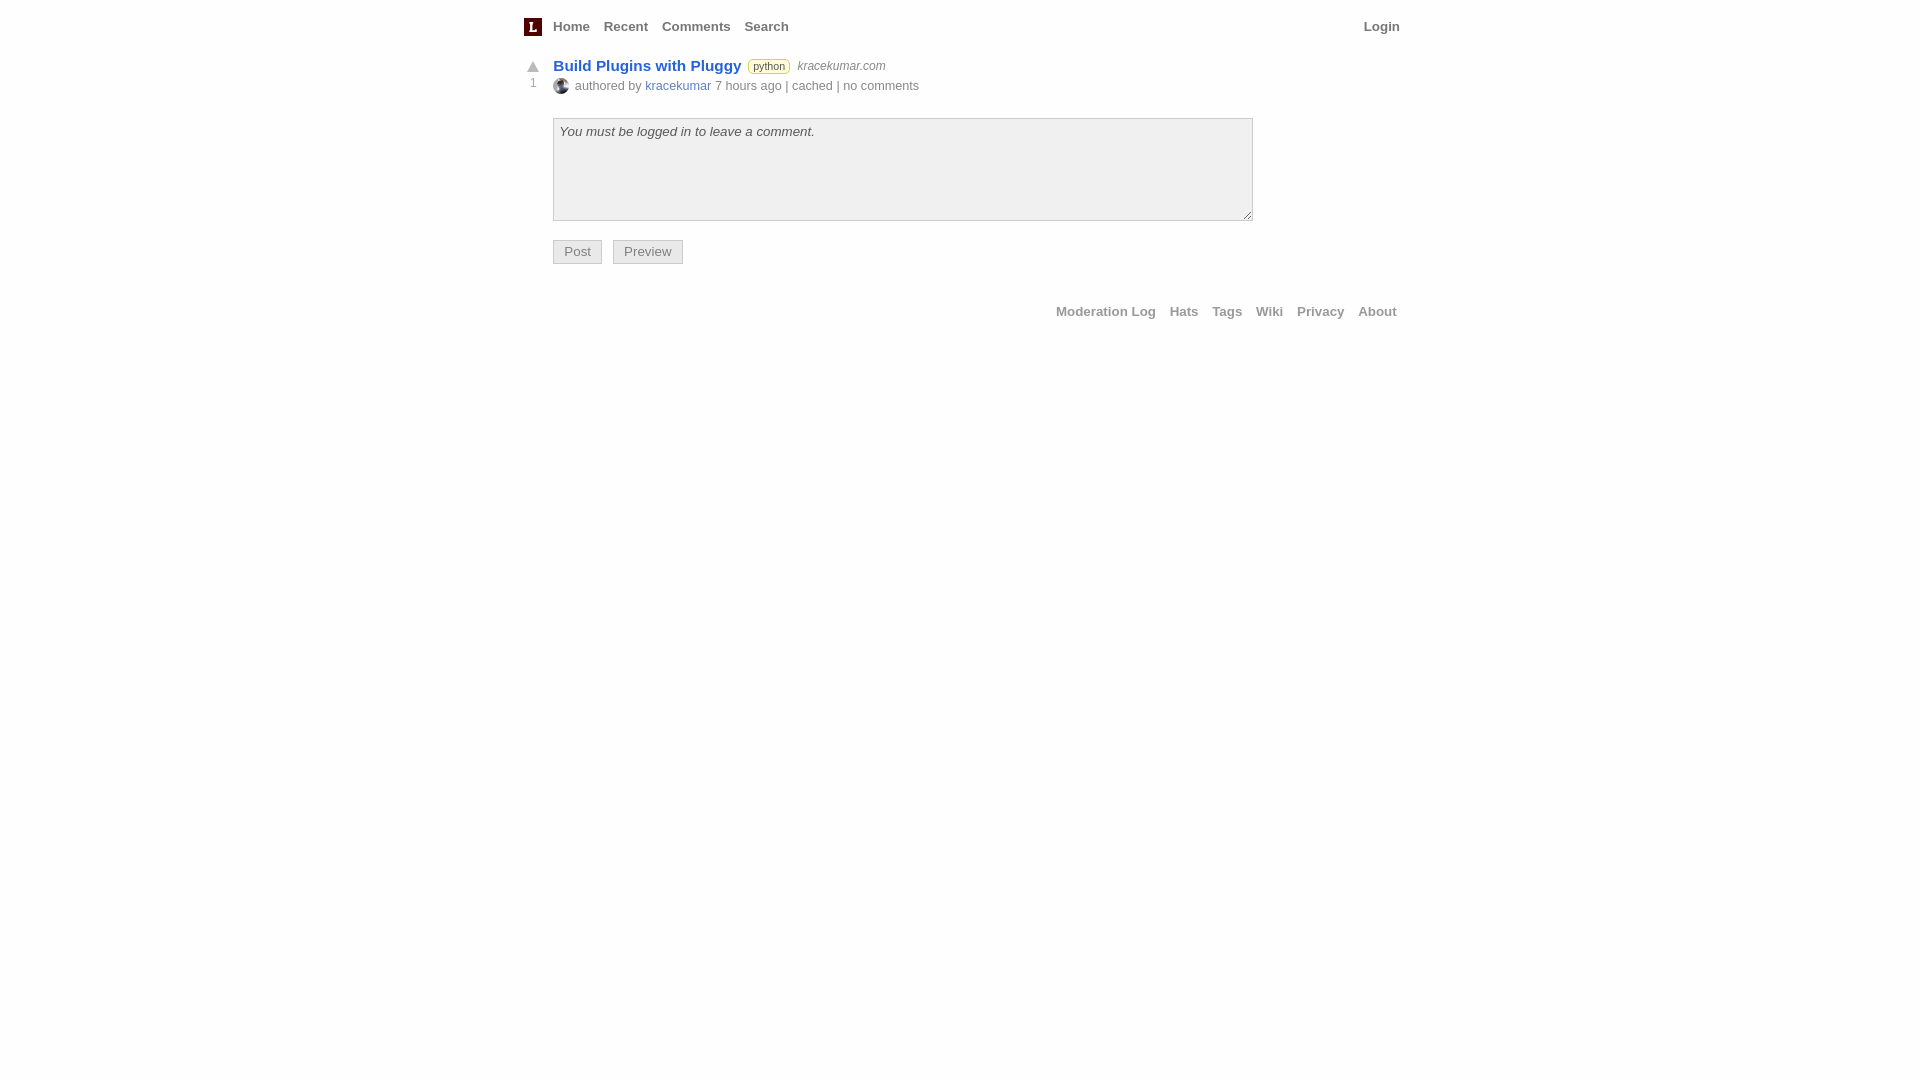 L Home Recent Comments Search Login
Build Plugins with Pluggy python kracekumar.com
1
authored by kracekumar 7 hours ago | cached | no comments
You must be logged in to leave a comment.
Post Preview
Moderation Log Hats Tags Wiki Privacy About